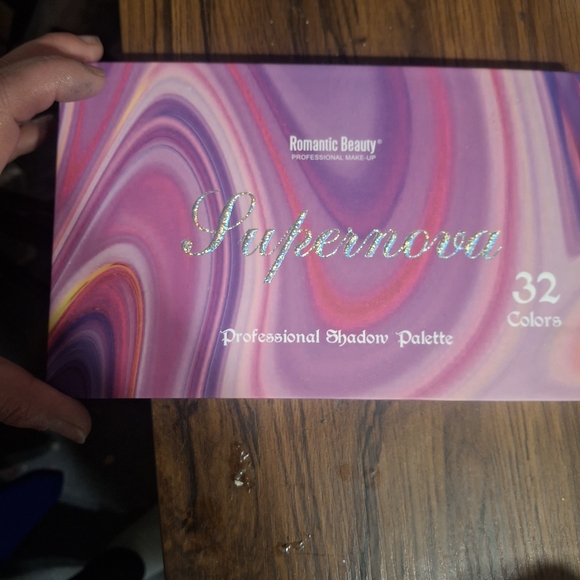 Romantic Beauty®
PROFESSIONAL MAKE-UP
Supernova
32
Colors
Professional Shadow Palette